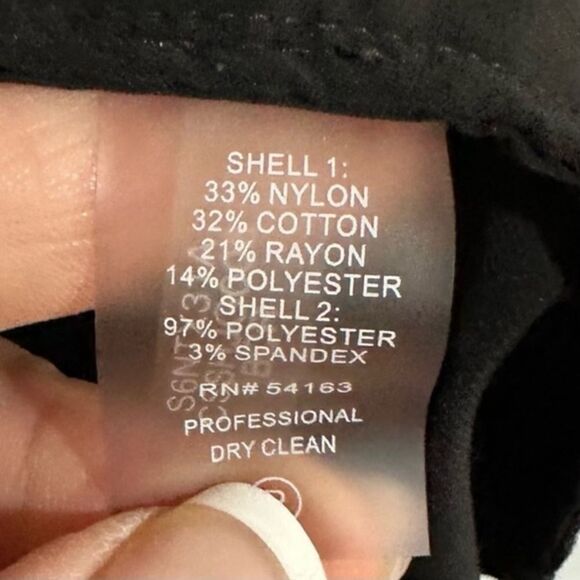 SHELL 1:
33% NYLON
32% COTTON
21% RAYON
14% POLYESTER
SHELL 2:
97% POLYESTER
3% SPANDEX
RN# 54163
PROFESSIONAL
DRY CLEAN